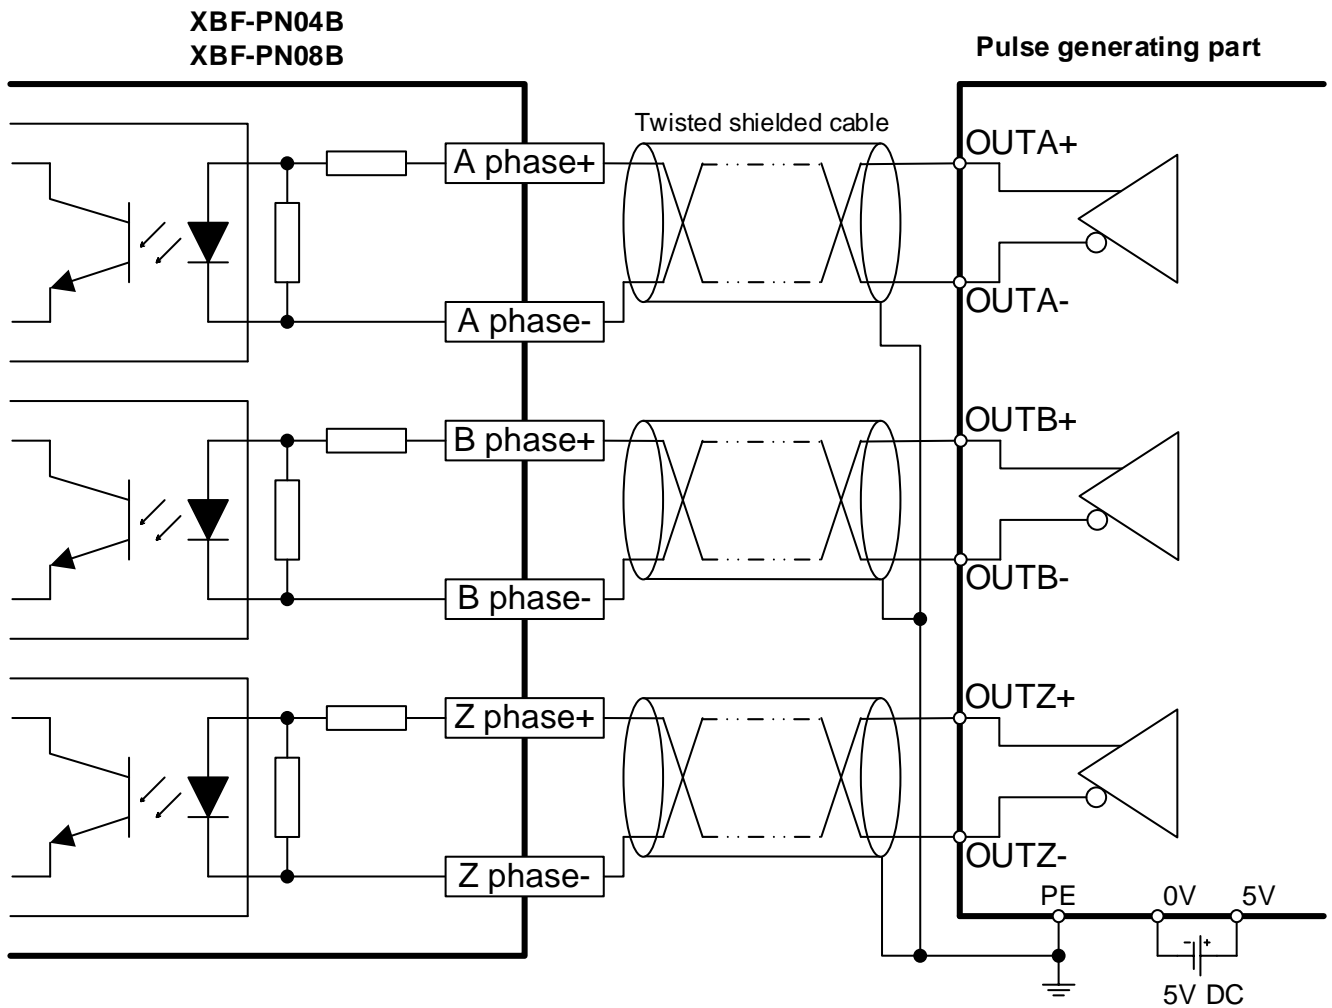 XBF-PN04B
XBF-PN08B
Pulse generating part
Twisted shielded cable
A phase+
OUTA+
A phase-
OUTA-
B phase+
OUTB+
B phase-
OUTB-
Z phase+
OUTZ+
Z phase-
OUTZ-
PE
0V
5V
- +
5V DC